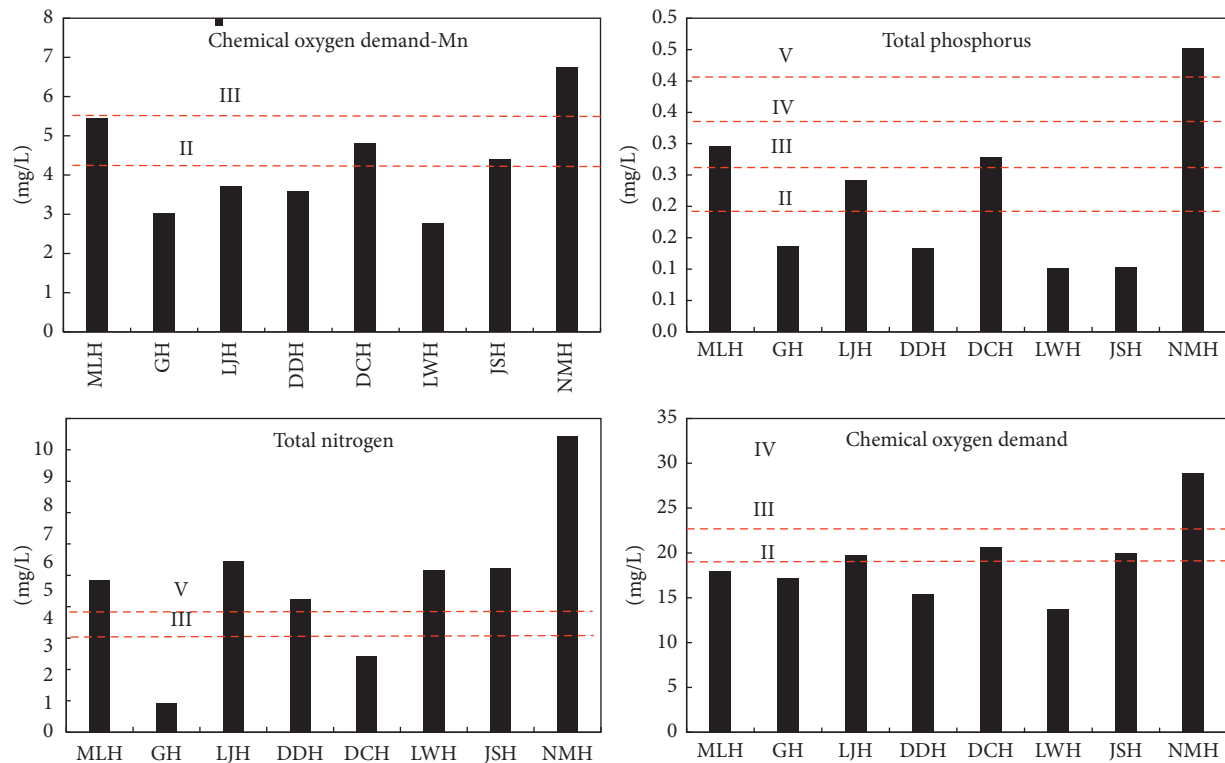 Chemical oxygen demand-Mn
(mg/L)
8
7
6
5
4
3
2
1
0
III
II
MLH
GH
LJH
DDH
DCH
LWH
JSH
NMH
Total phosphorus
(mg/L)
0.5
0.5
0.4
0.4
0.3
0.3
0.2
0.2
0.1
0.1
0.0
V
IV
III
II
MLH GH LJH DDH DCH LWH JSH NMH
Total nitrogen
(mg/L)
10
9
8
7
6
5
4
3
2
1
0
V
III
MLH GH LJH DDH DCH LWH JSH NMH
Chemical oxygen demand
(mg/L)
35
30
25
20
15
10
5
0
IV
III
II
MLH GH LJH DDH DCH LWH JSH NMH